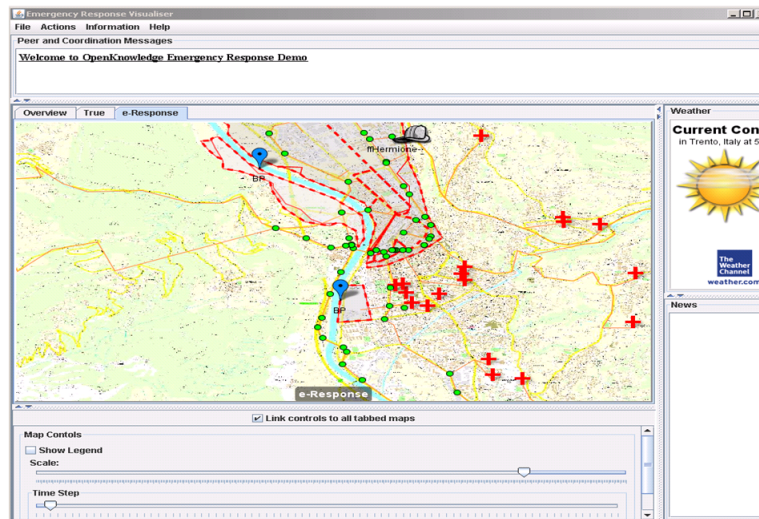 Emergency Response Visualiser
File Actions Information Help
Peer and Coordination Messages
Welcome to OpenKnowledge Emergency Response Demo
Overview True e-Response
Weather
Current Con
in Trento, Italy at 5
The
Weather
Channel
weather.com
News
ffHermione
BP
BP
e-Response
Link controls to all tabbed maps
Map Contols
Show Legend
Scale:
Time Step